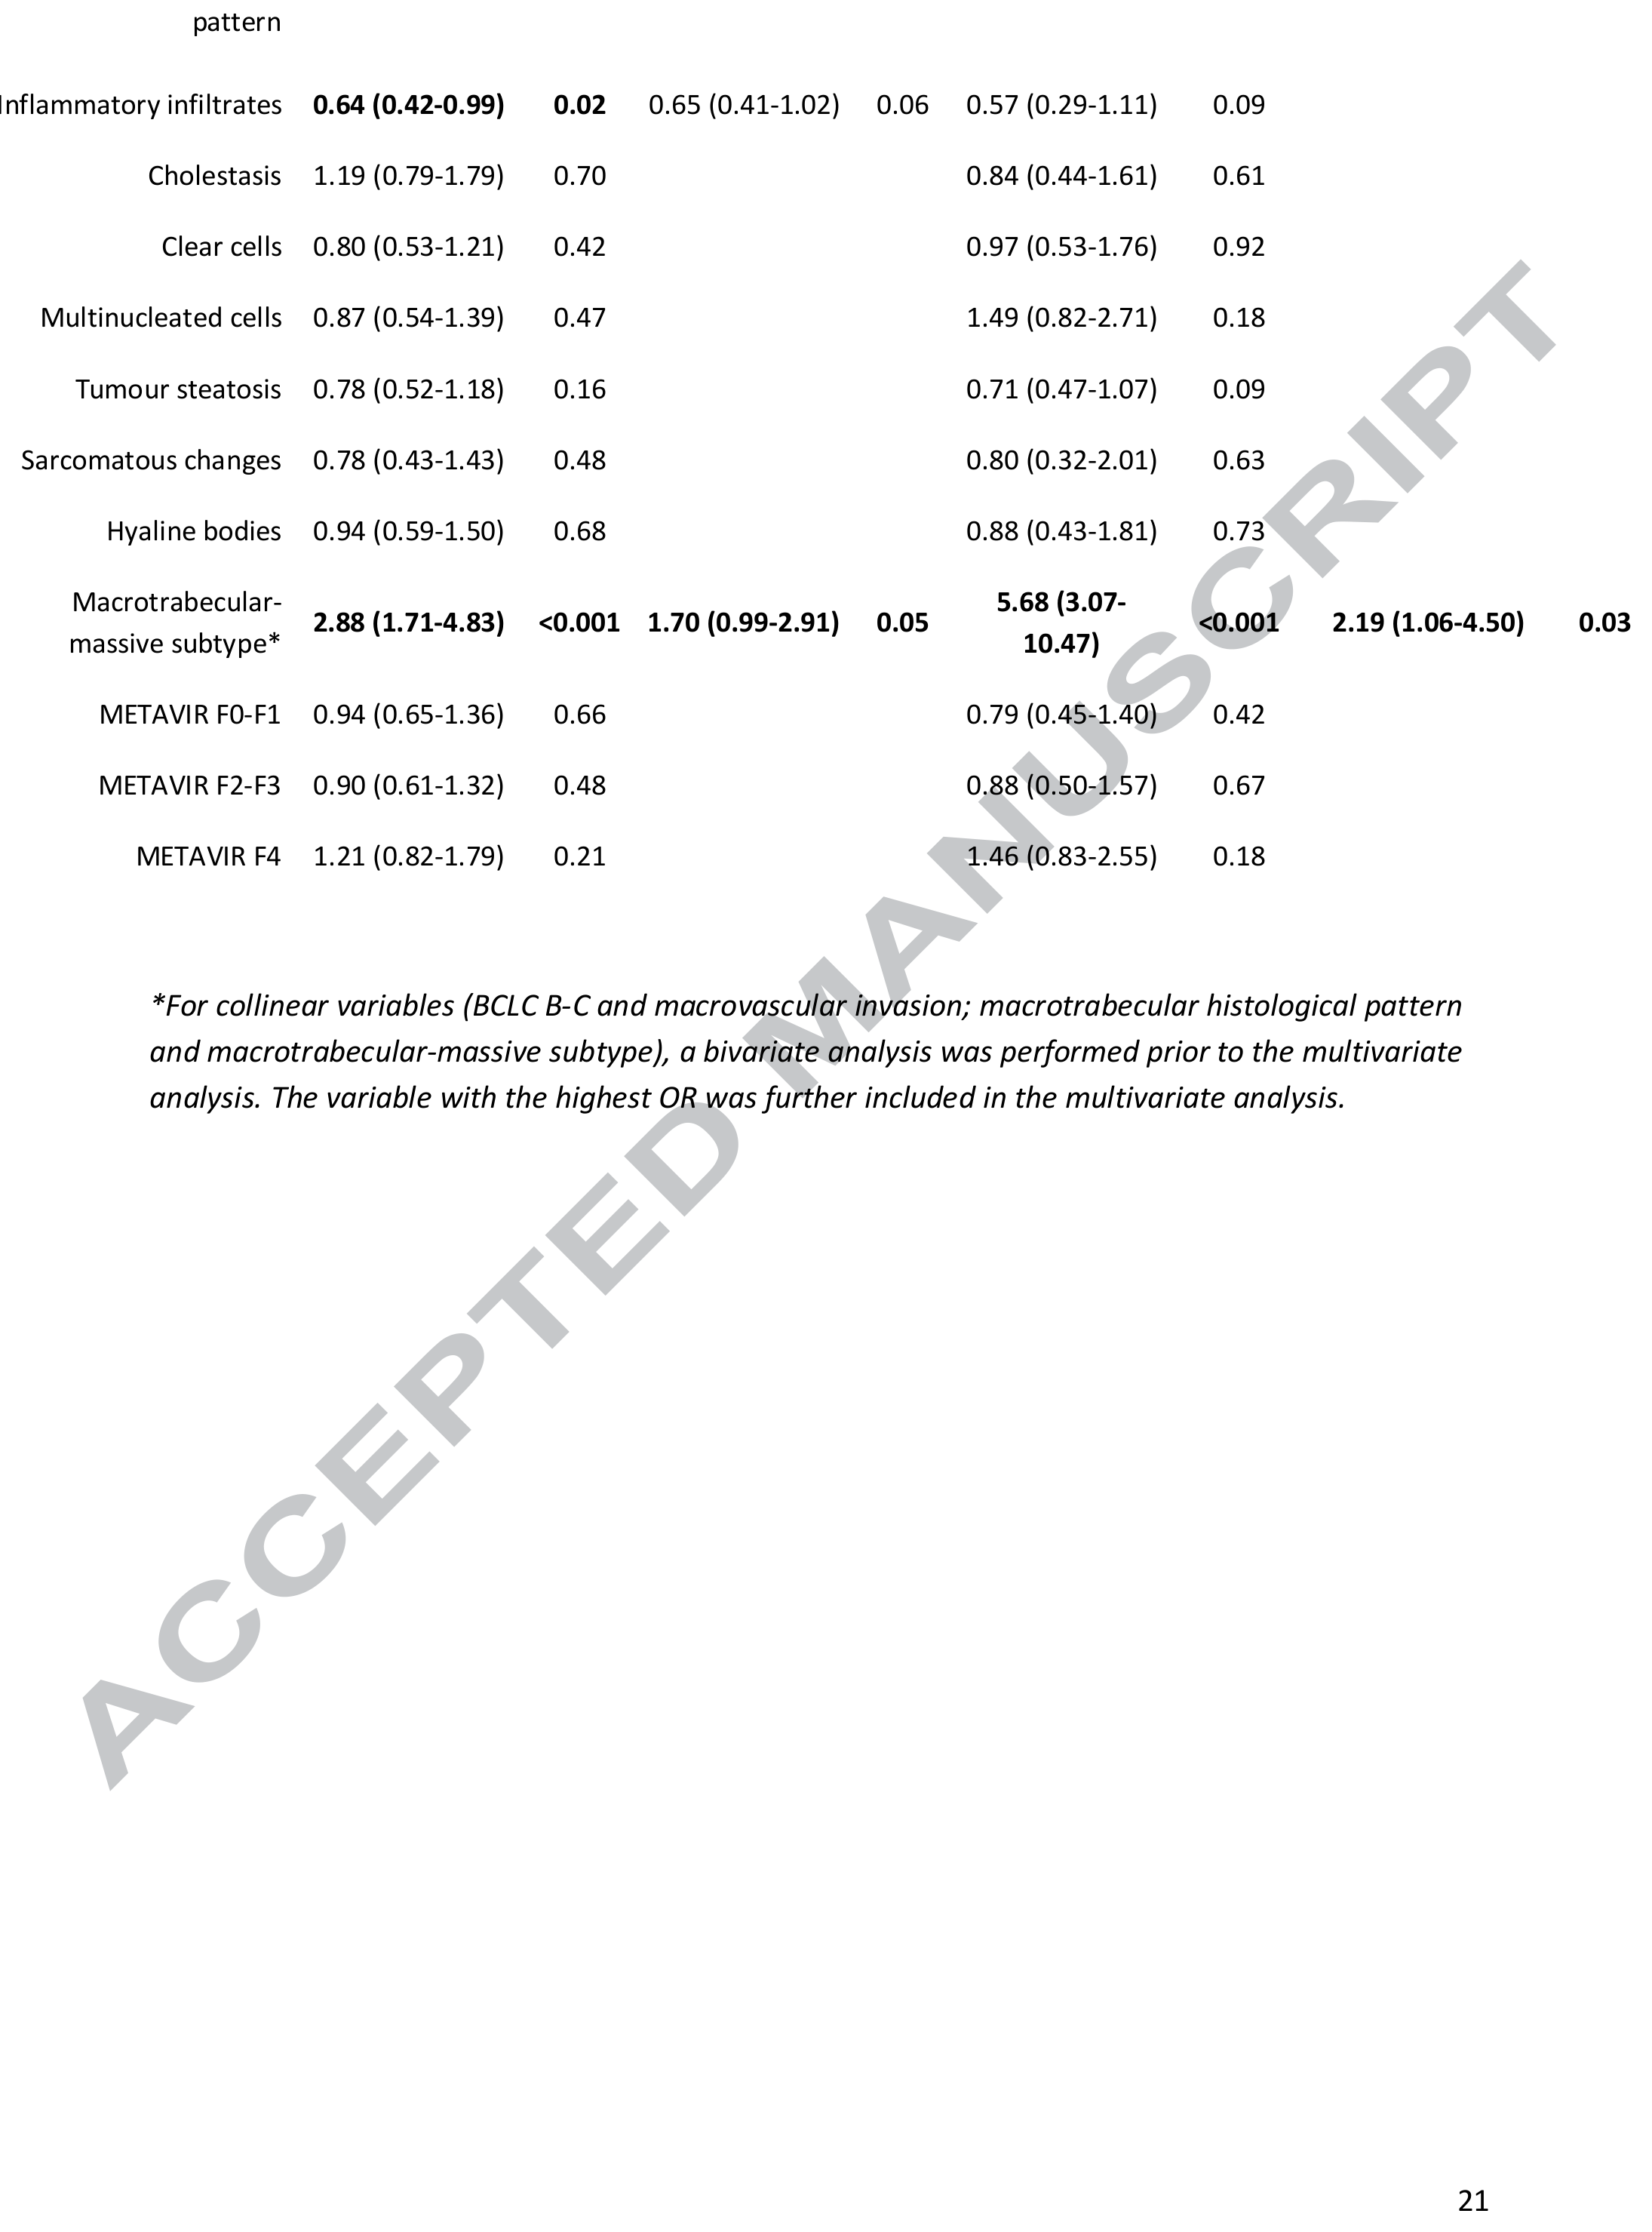 pattern
Inflammatory infiltrates 0.64 (0.42-0.99) 0.02 0.65 (0.41-1.02) 0.06 0.57 (0.29-1.11) 0.09
Cholestasis 1.19 (0.79-1.79) 0.70 0.84 (0.44-1.61) 0.61
Clear cells 0.80 (0.53-1.21) 0.42 0.97 (0.53-1.76) 0.92
Multinucleated cells 0.87 (0.54-1.39) 0.47 1.49 (0.82-2.71) 0.18
Tumour steatosis 0.78 (0.52-1.18) 0.16 0.71 (0.47-1.07) 0.09
Sarcomatous changes 0.78 (0.43-1.43) 0.48 0.80 (0.32-2.01) 0.63
Hyaline bodies 0.94 (0.59-1.50) 0.68 0.88 (0.43-1.81) 0.73
Macrotrabecular-
massive subtype* 2.88 (1.71-4.83) <0.001 1.70 (0.99-2.91) 0.05 5.68 (3.07-
10.47) <0.001 2.19 (1.06-4.50) 0.03
METAVIR F0-F1 0.94 (0.65-1.36) 0.66 0.79 (0.45-1.40) 0.42
METAVIR F2-F3 0.90 (0.61-1.32) 0.48 0.88 (0.50-1.57) 0.67
METAVIR F4 1.21 (0.82-1.79) 0.21 1.46 (0.83-2.55) 0.18
*For collinear variables (BCLC B-C and macrovascular invasion; macrotrabecular histological pattern
and macrotrabecular-massive subtype), a bivariate analysis was performed prior to the multivariate
analysis. The variable with the highest OR was further included in the multivariate analysis.
ACCEPTED MANUSCRIPT
21